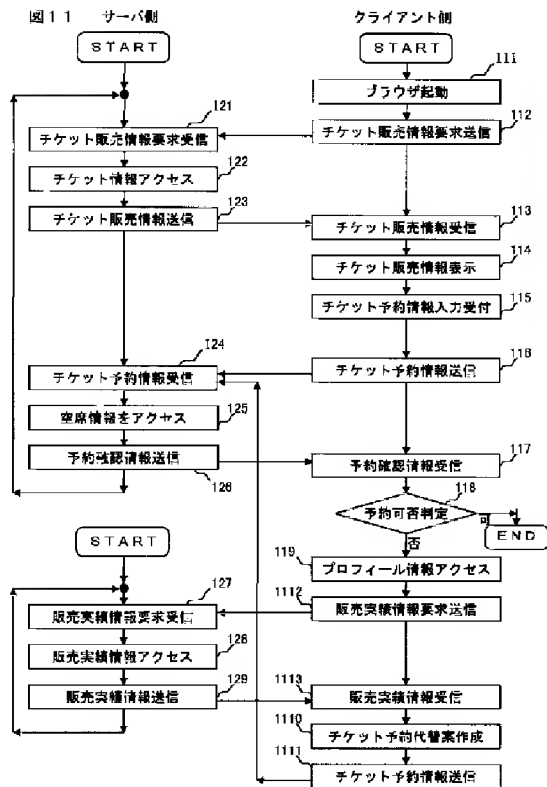 図11 サーバ側 クライアント側
START START
111
ブラウザ起動
121
112
チケット販売情報要求受信 チケット販売情報要求送信
122
チケット情報アクセス
123
113
チケット販売情報送信 チケット販売情報受信
114
チケット販売情報表示
115
チケット予約情報入力受付
124
116
チケット予約情報受信 チケット予約情報送信
125
空席情報をアクセス
117
予約確認情報送信 予約確認情報受信
126
118
予約可否判定 可
END
否
START
119
プロフィール情報アクセス
127
1112
販売実績情報要求受信 販売実績情報要求送信
128
販売実績情報アクセス
129
1113
販売実績情報送信 販売実績情報受信
1110
チケット予約代替案作成
1111
チケット予約情報送信